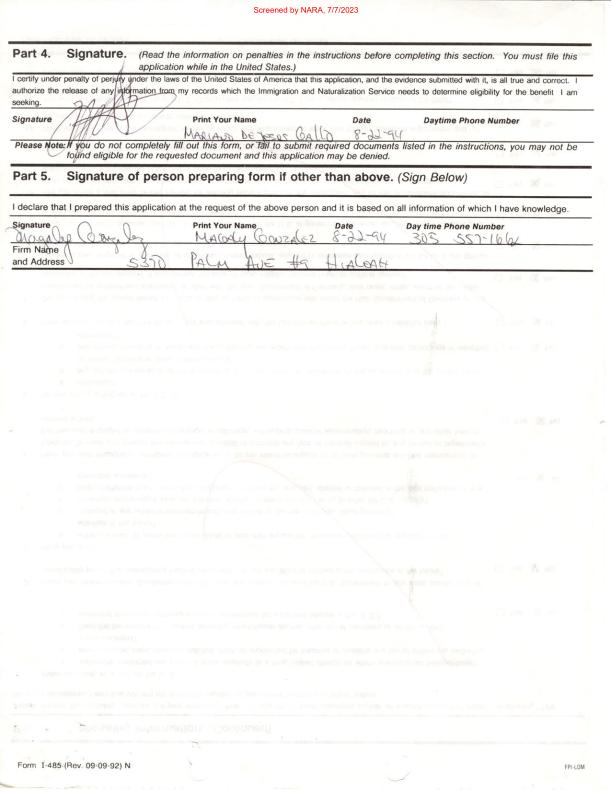 Screened by NARA, 7/7/2023
Part 4. Signature. (Read the information on penalties in the instructions before completing this section. You must file this
application while in the United States.)
I certify under penalty of perjury under the laws of the United States of America that this application, and the evidence submitted with it, is all true and correct. I
authorize the release of any information from my records which the Immigration and Naturalization Service needs to determine eligibility for the benefit I am
seeking.
Signature Print Your Name Date Daytime Phone Number
MARIANO DE JESUS GALLO 8-22-94
Please Note: If you do not completely fill out this form, or fail to submit required documents listed in the instructions, you may not be
found eligible for the requested document and this application may be denied.
Part 5. Signature of person preparing form if other than above. (Sign Below)
I declare that I prepared this application at the request of the above person and it is based on all information of which I have knowledge.
Signature Print Your Name Date Day time Phone Number
Magaly Gonzalez MAGALY GONZALEZ 8-22-94 305 557-1661
Firm Name
and Address 5370 PALM AVE #9 HIALEAH
Form I-485 (Rev. 09-09-92) N FPI-LOM